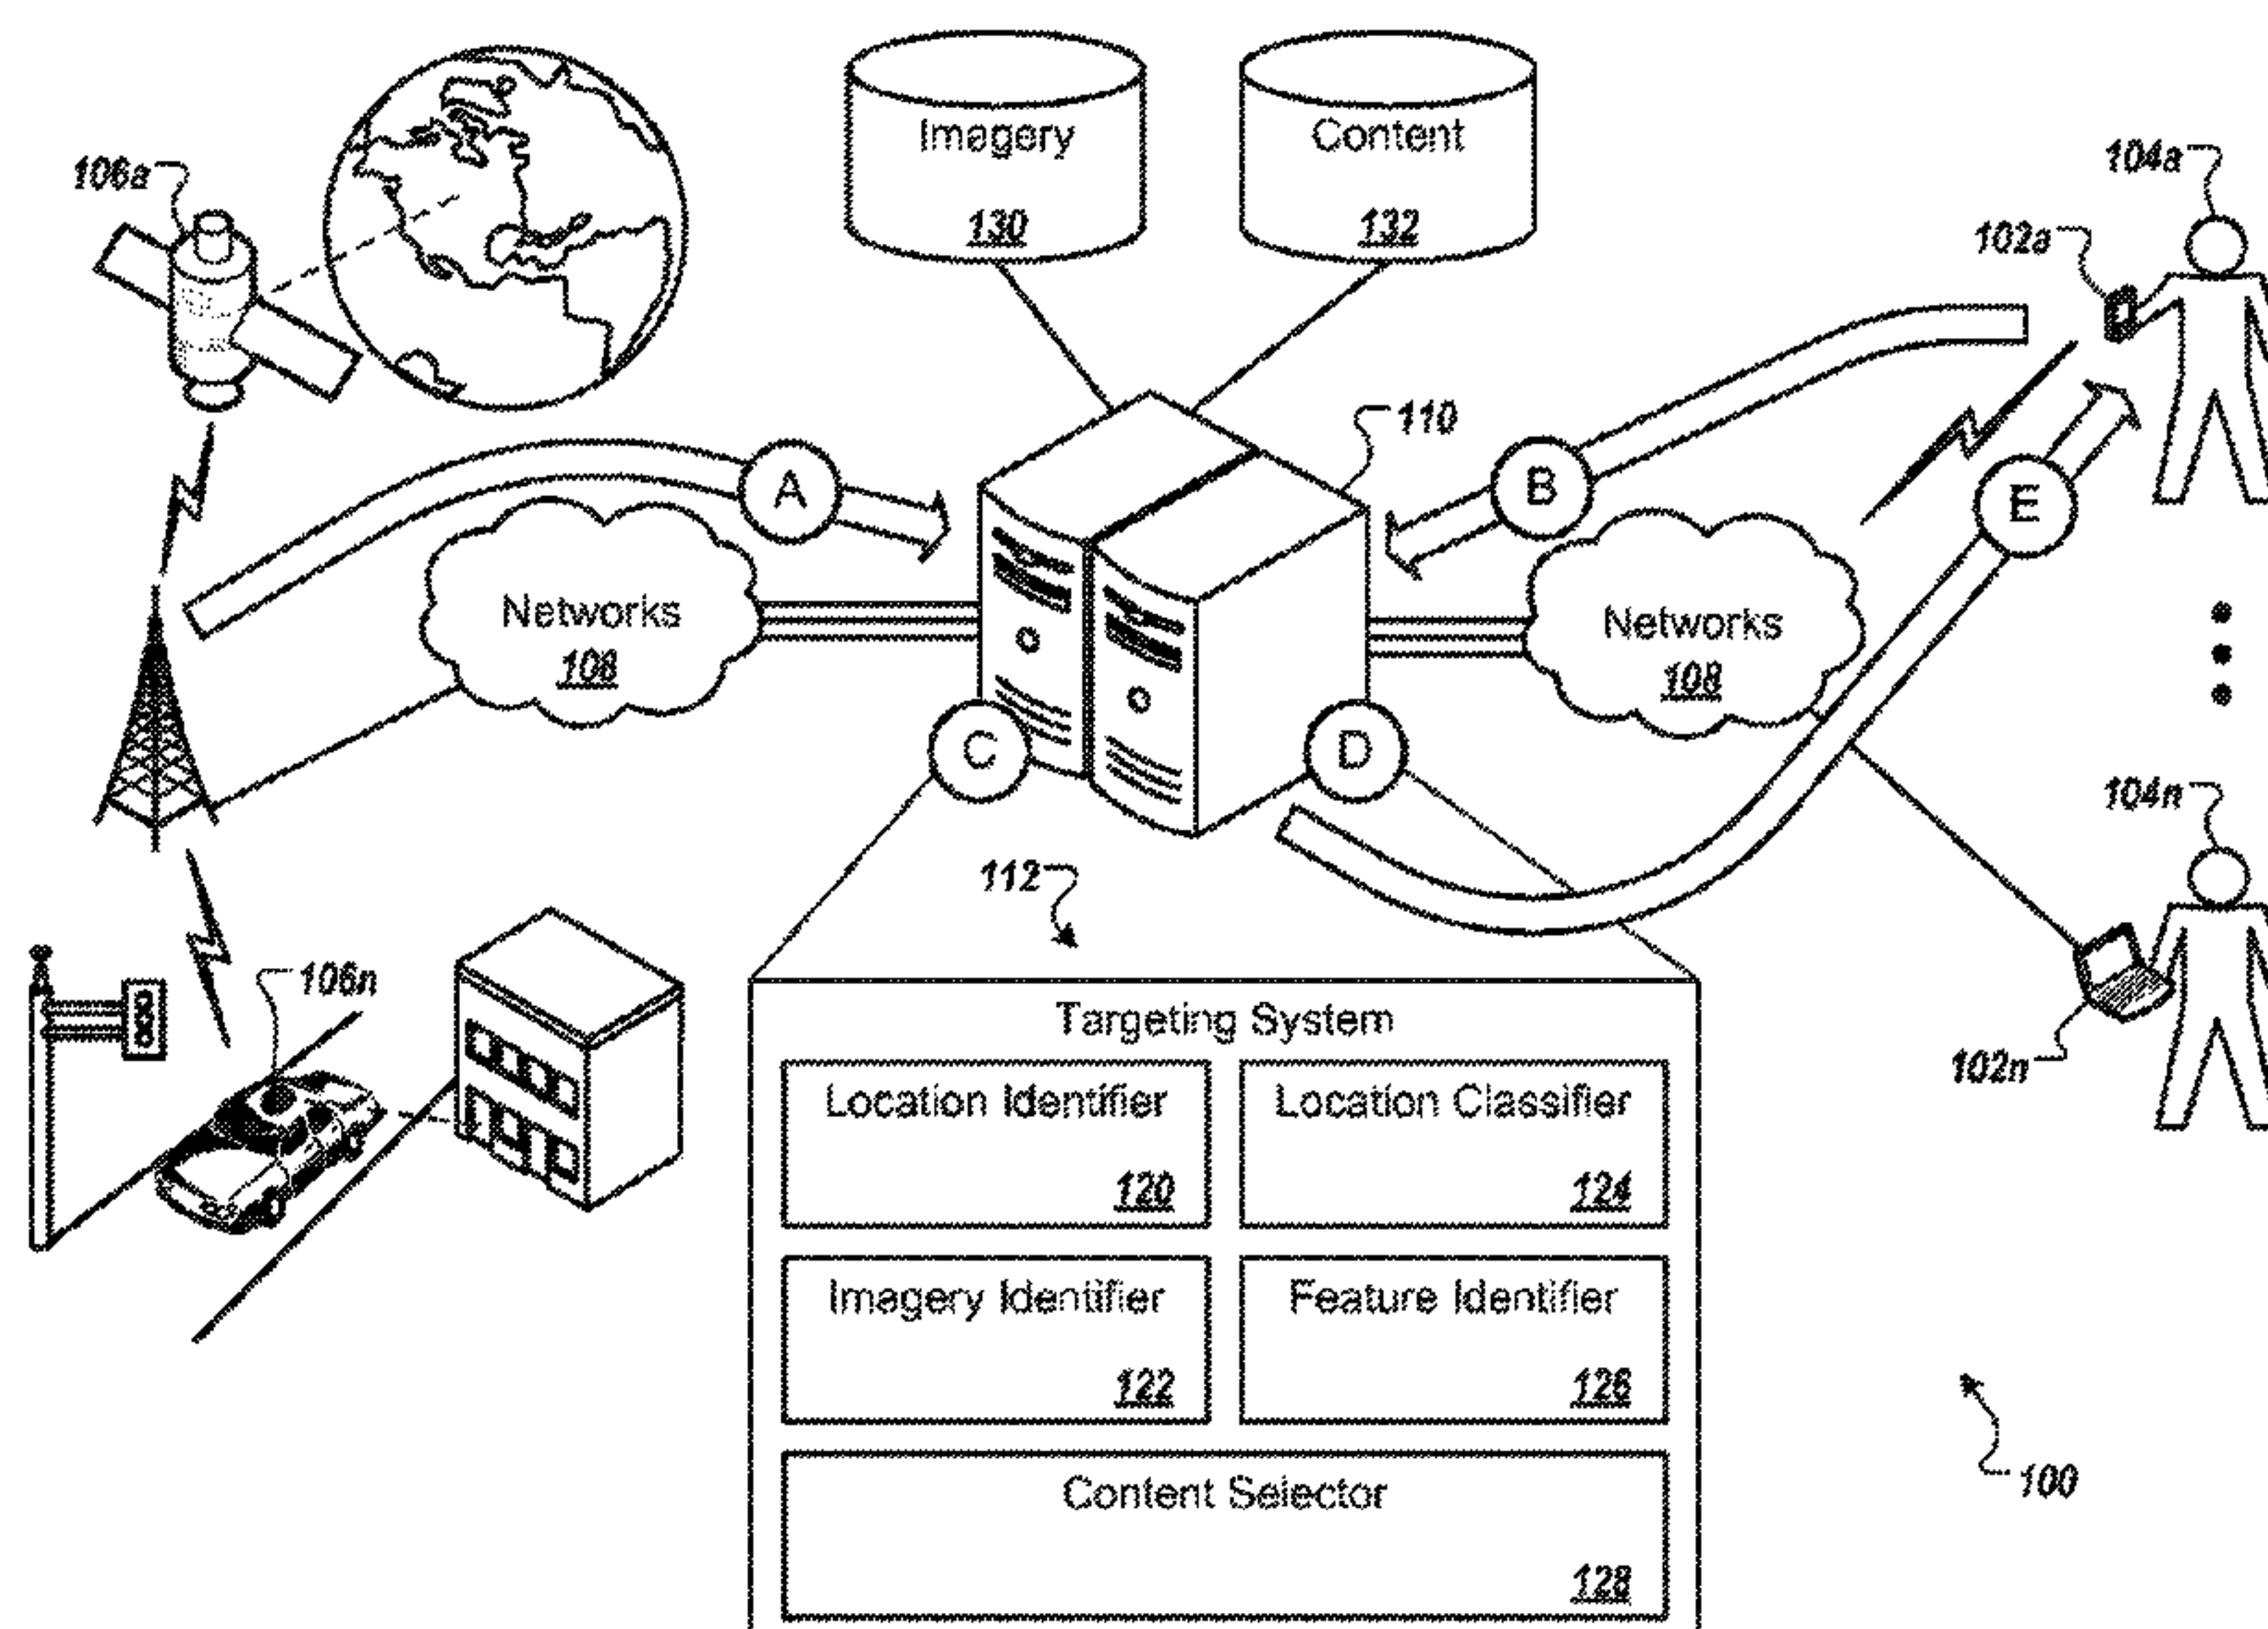 Imagery
130
Content
132
106a
104a
102a
110
A
B
E
Networks
108
Networks
108
C
D
104n
112
106n
102n
Targeting System
Location Identifier
120
Location Classifier
124
Imagery Identifier
122
Feature Identifier
126
Content Selector
128
100